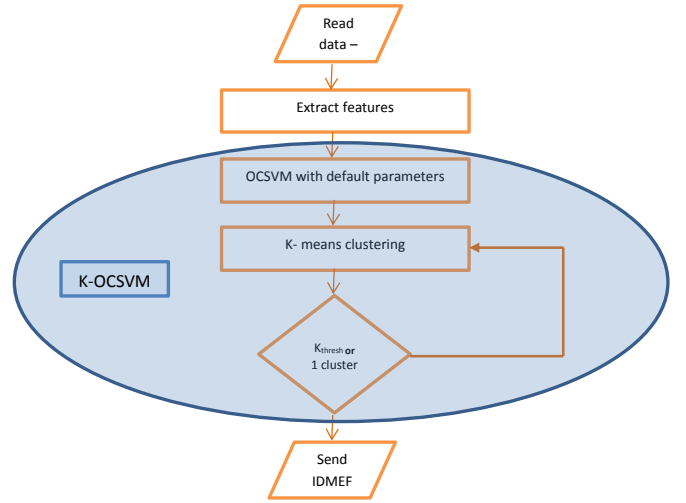 Read
data –
Extract features
OCSVM with default parameters
K- means clustering
K-OCSVM
Kthresh or
1 cluster
Send
IDMEF